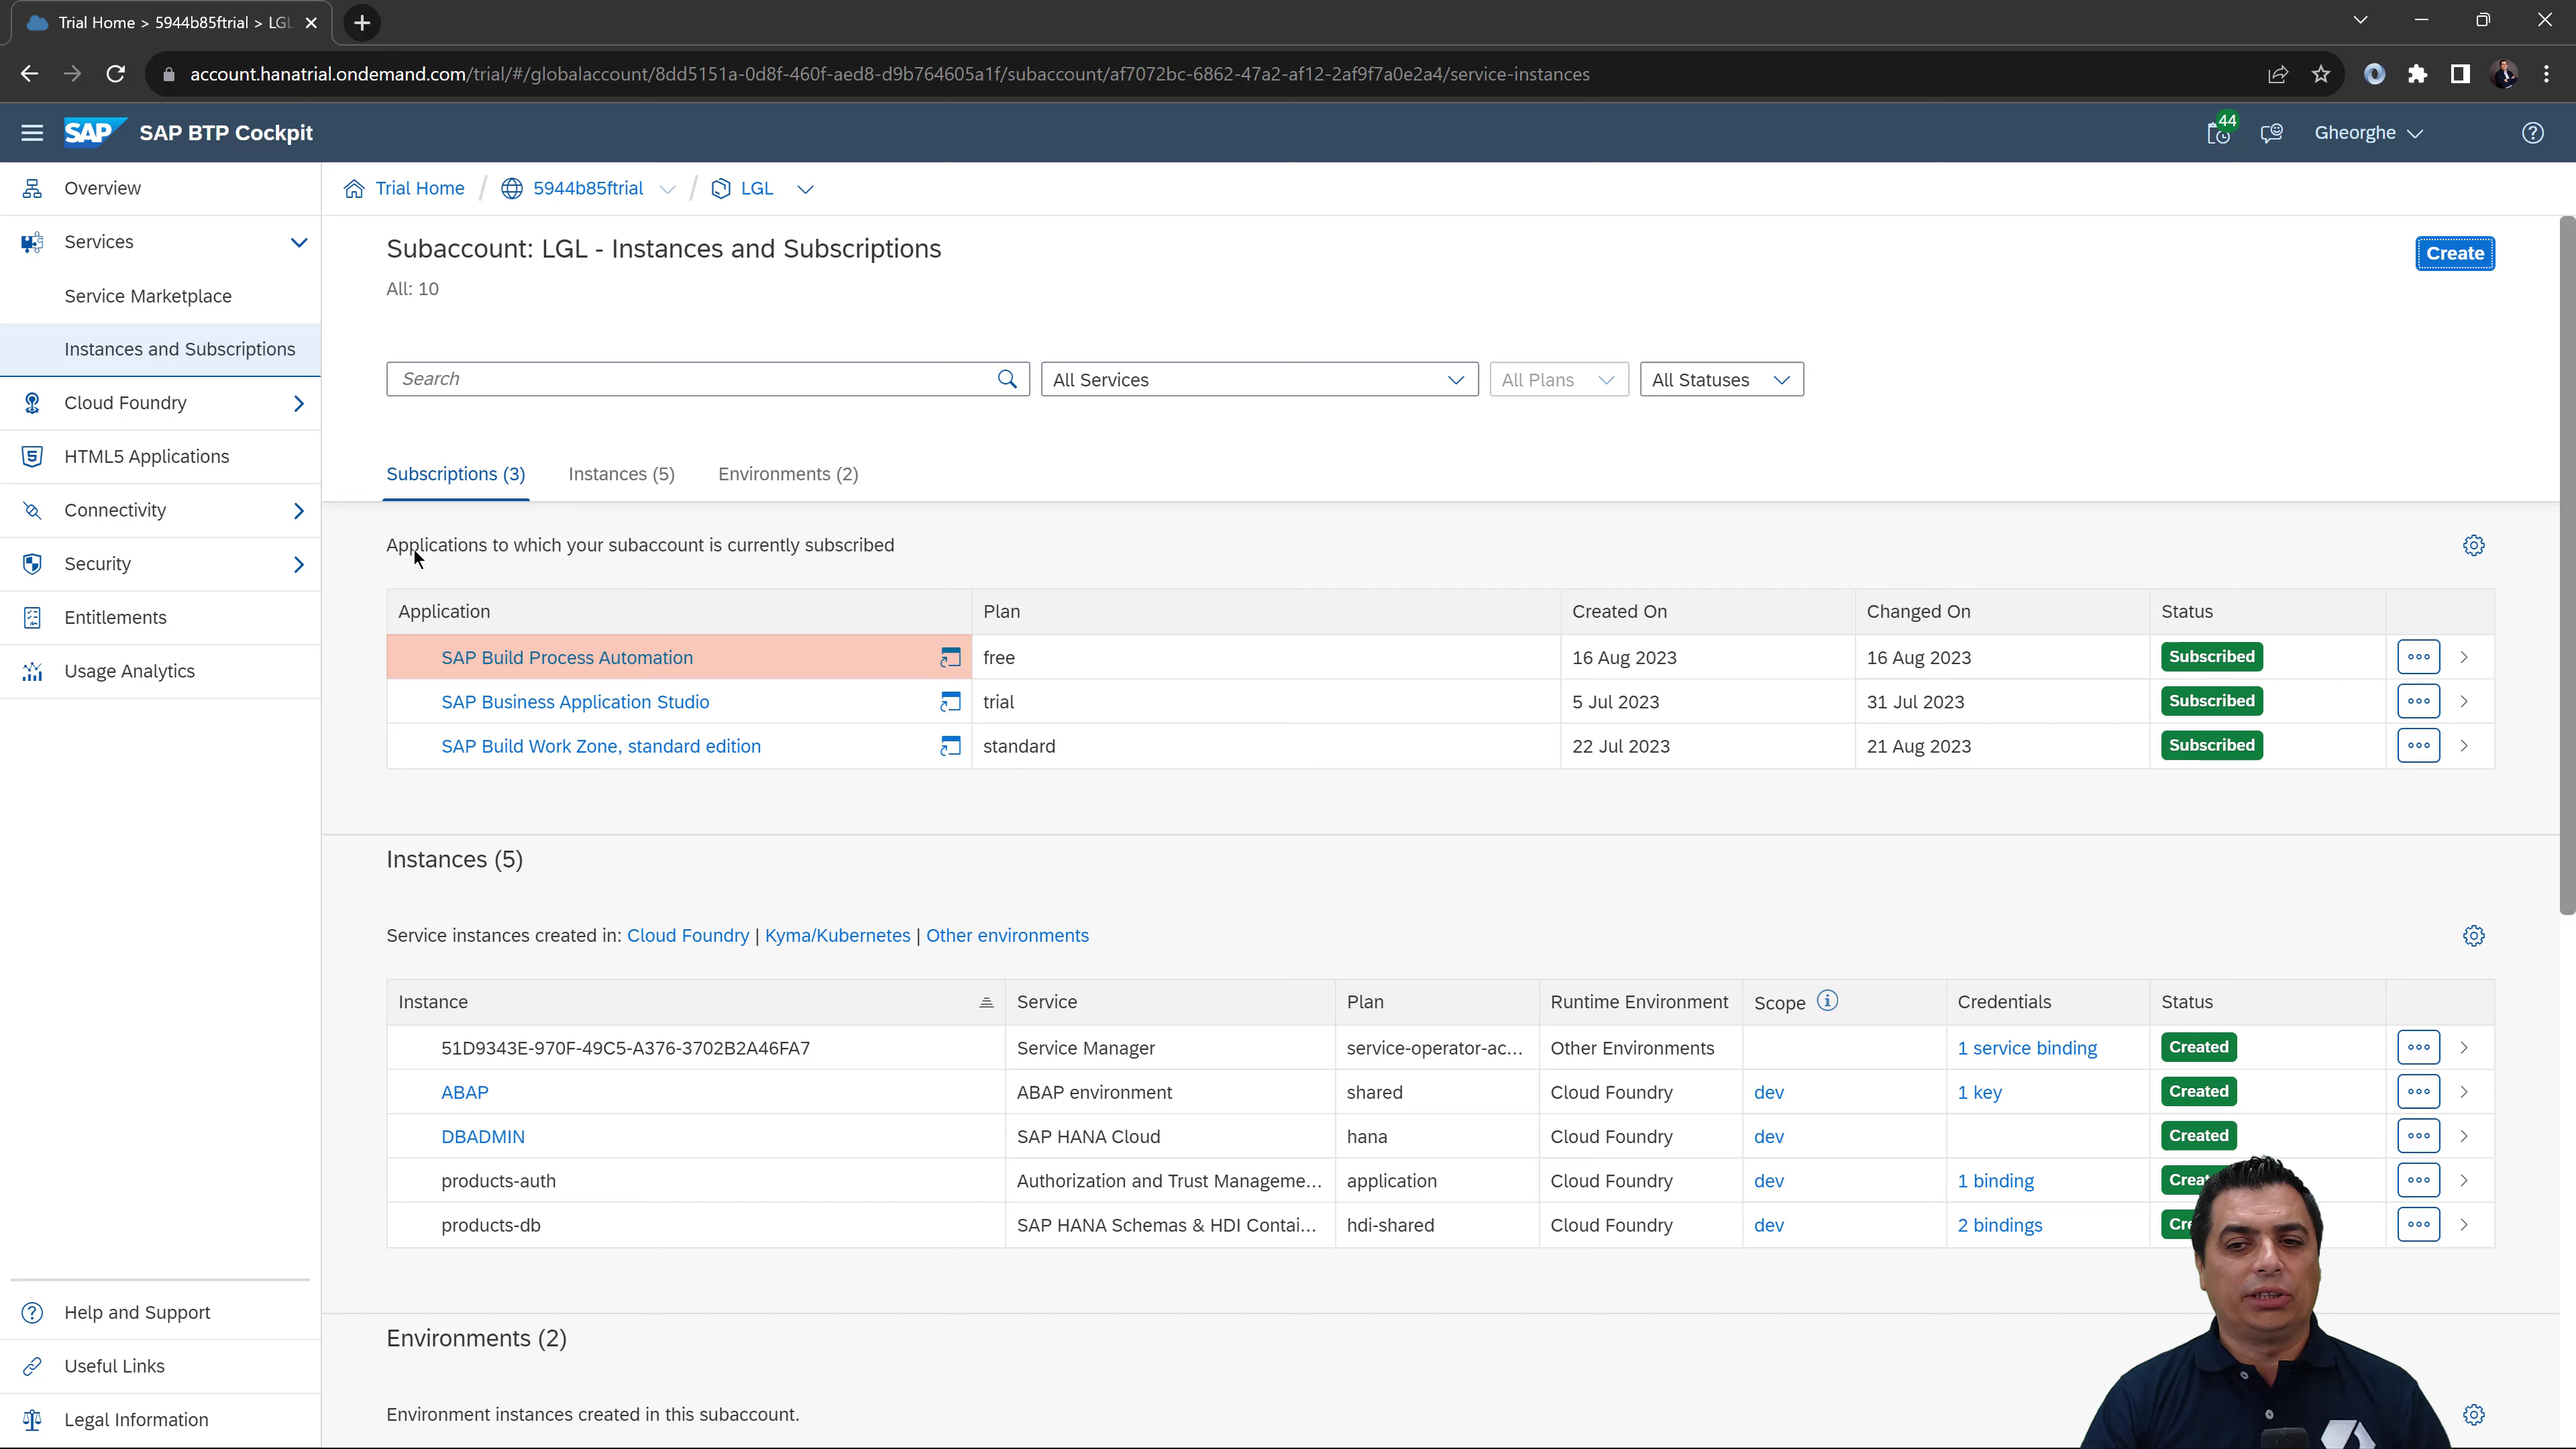 Trial Home > 5944b85ftrial > LGL
account.hanatrial.ondemand.com/trial/#/globalaccount/8dd5151a-0d8f-460f-aed8-d9b764605a1f/subaccount/af7072bc-6862-47a2-af12-2af9f7a0e2a4/service-instances
SAP SAP BTP Cockpit
44
Gheorghe
Overview
Services
Service Marketplace
Instances and Subscriptions
Cloud Foundry
HTML5 Applications
Connectivity
Security
Entitlements
Usage Analytics
Help and Support
Useful Links
Legal Information
Trial Home / 5944b85ftrial / LGL
Subaccount: LGL - Instances and Subscriptions
Create
All: 10
Search
All Services
All Plans
All Statuses
Subscriptions (3) Instances (5) Environments (2)
Applications to which your subaccount is currently subscribed
Application Plan Created On Changed On Status
SAP Build Process Automation free 16 Aug 2023 16 Aug 2023 Subscribed
SAP Business Application Studio trial 5 Jul 2023 31 Jul 2023 Subscribed
SAP Build Work Zone, standard edition standard 22 Jul 2023 21 Aug 2023 Subscribed
Instances (5)
Service instances created in: Cloud Foundry | Kyma/Kubernetes | Other environments
Instance Service Plan Runtime Environment Scope Credentials Status
51D9343E-970F-49C5-A376-3702B2A46FA7 Service Manager service-operator-ac... Other Environments 1 service binding Created
ABAP ABAP environment shared Cloud Foundry dev 1 key Created
DBADMIN SAP HANA Cloud hana Cloud Foundry dev Created
products-auth Authorization and Trust Manageme... application Cloud Foundry dev 1 binding
products-db SAP HANA Schemas & HDI Contai... hdi-shared Cloud Foundry dev 2 bindings
Environments (2)
Environment instances created in this subaccount.